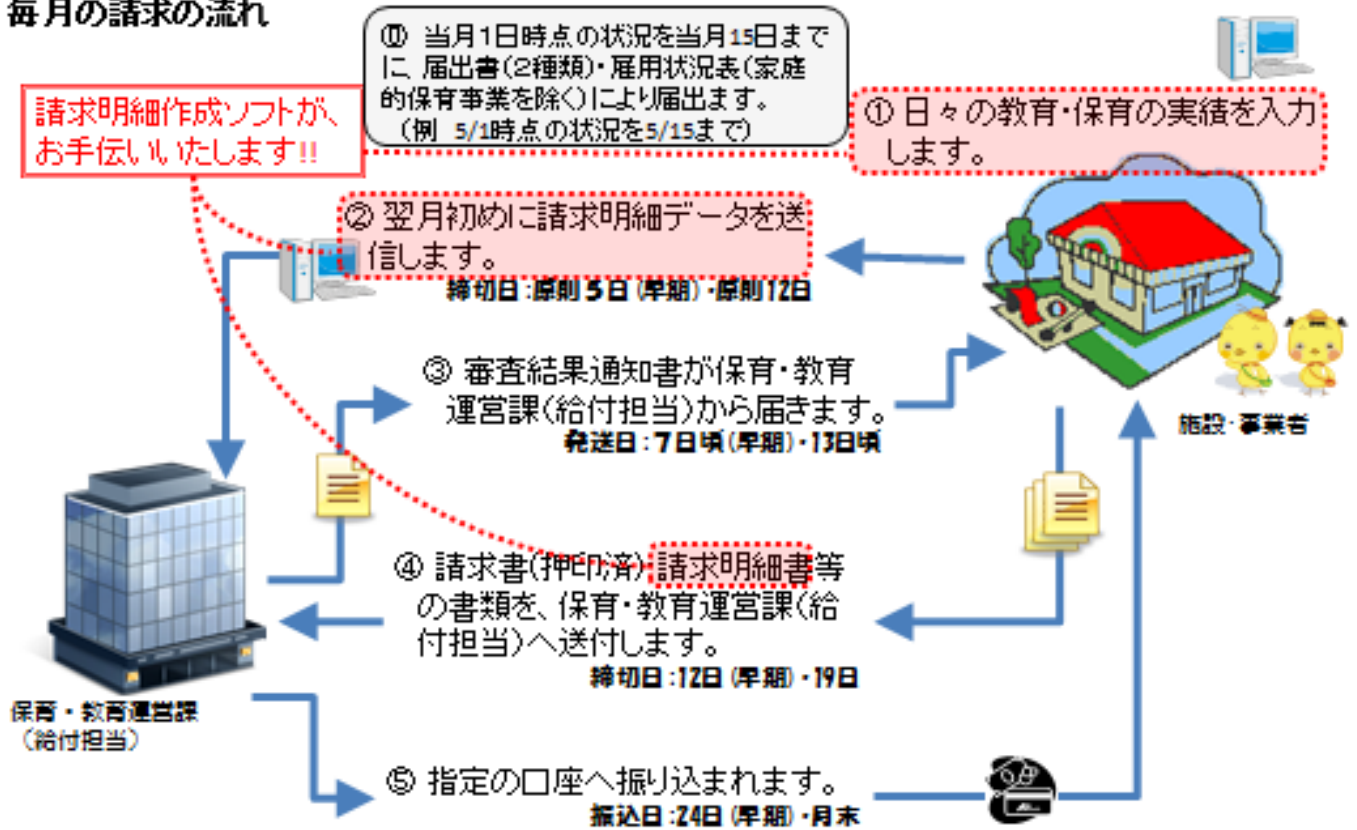 毎月の請求の流れ
⓪ 当月1日時点の状況を当月15日まで
に、届出書(2種類)・雇用状況表(家庭
的保育事業を除く)により届出ます。
(例 5/1時点の状況を5/15まで)
請求明細作成ソフトが、
お手伝いいたします!!
① 日々の教育・保育の実績を入力
します。
② 翌月初めに請求明細データを送
信します。
締切日:原則5日(早期)・原則12日
③ 審査結果通知書が保育・教育
運営課(給付担当)から届きます。
発送日:7日頃(早期)・13日頃
施設・事業者
④ 請求書(押印済)請求明細書等
の書類を、保育・教育運営課(給
付担当)へ送付します。
締切日:12日(早期)・19日
保育・教育運営課
(給付担当)
⑤ 指定の口座へ振り込まれます。
振込日:24日(早期)・月末